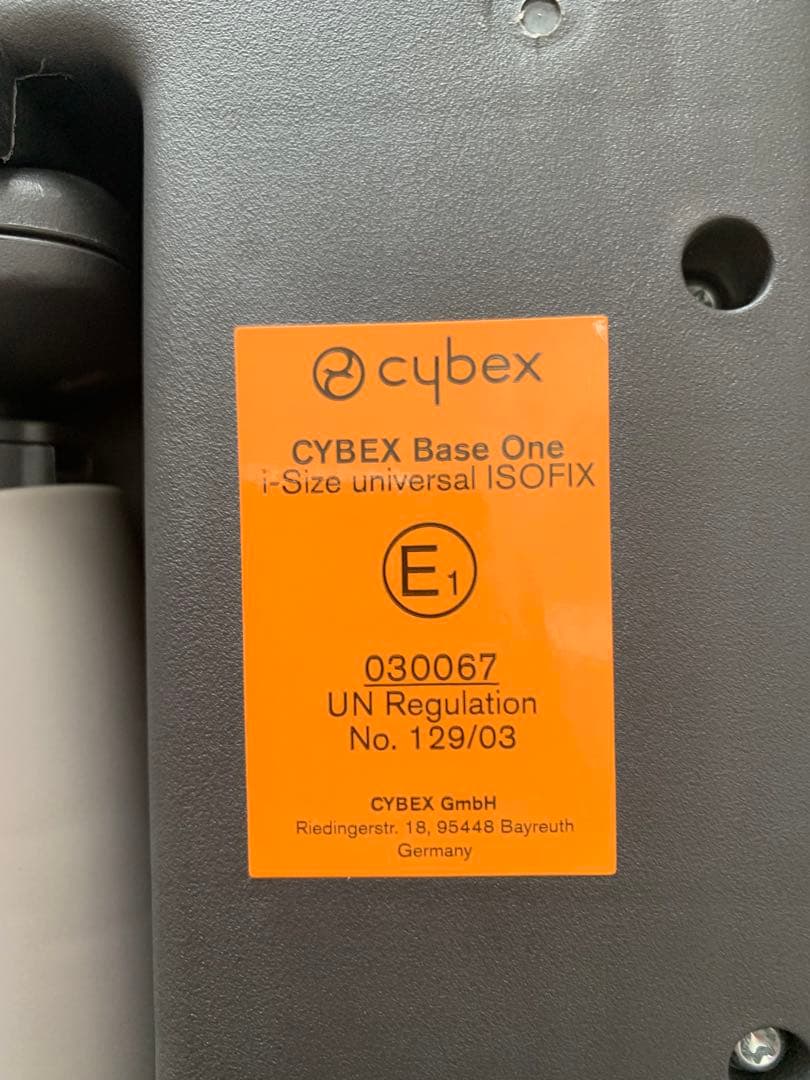 cybex
CYBEX Base One
i-Size universal ISOFIX
E1
030067
UN Regulation
No. 129/03
CYBEX GmbH
Riedingerstr. 18, 95448 Bayreuth
Germany